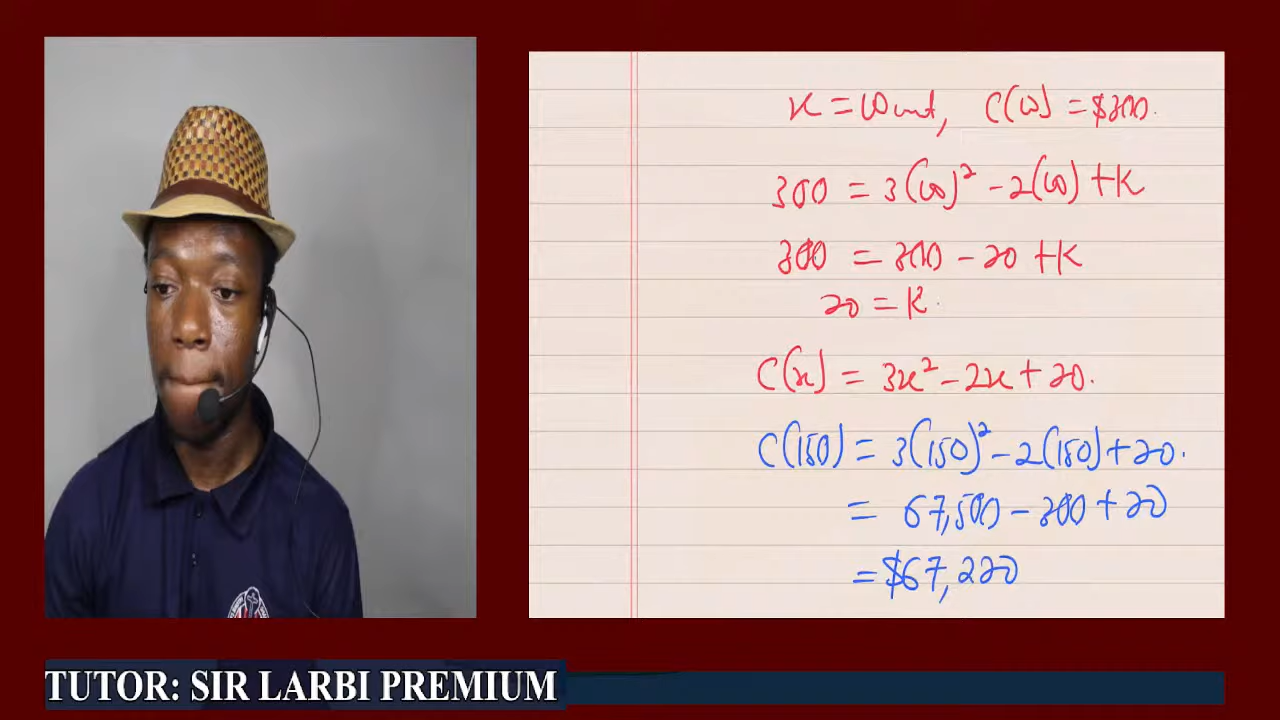 x = 10 unit, C(10) = $300.
300 = 3(10)² - 2(10) + K
300 = 300 - 20 + K
20 = K.
C(x) = 3x² - 2x + 20.
C(150) = 3(150)² - 2(150) + 20.
= 67,500 - 300 + 20
= $67,220
TUTOR: SIR LARBI PREMIUM